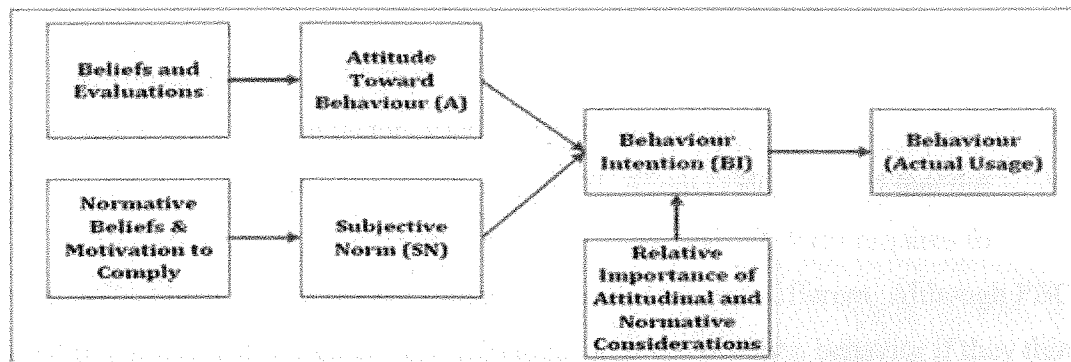 Beliefs and
Evaluations
Attitude
Toward
Behaviour (A)
Normative
Beliefs &
Motivation to
Comply
Subjective
Norm (SN)
Behaviour
Intention (BI)
Behaviour
(Actual Usage)
Relative
Importance of
Attitudinal and
Normative
Considerations